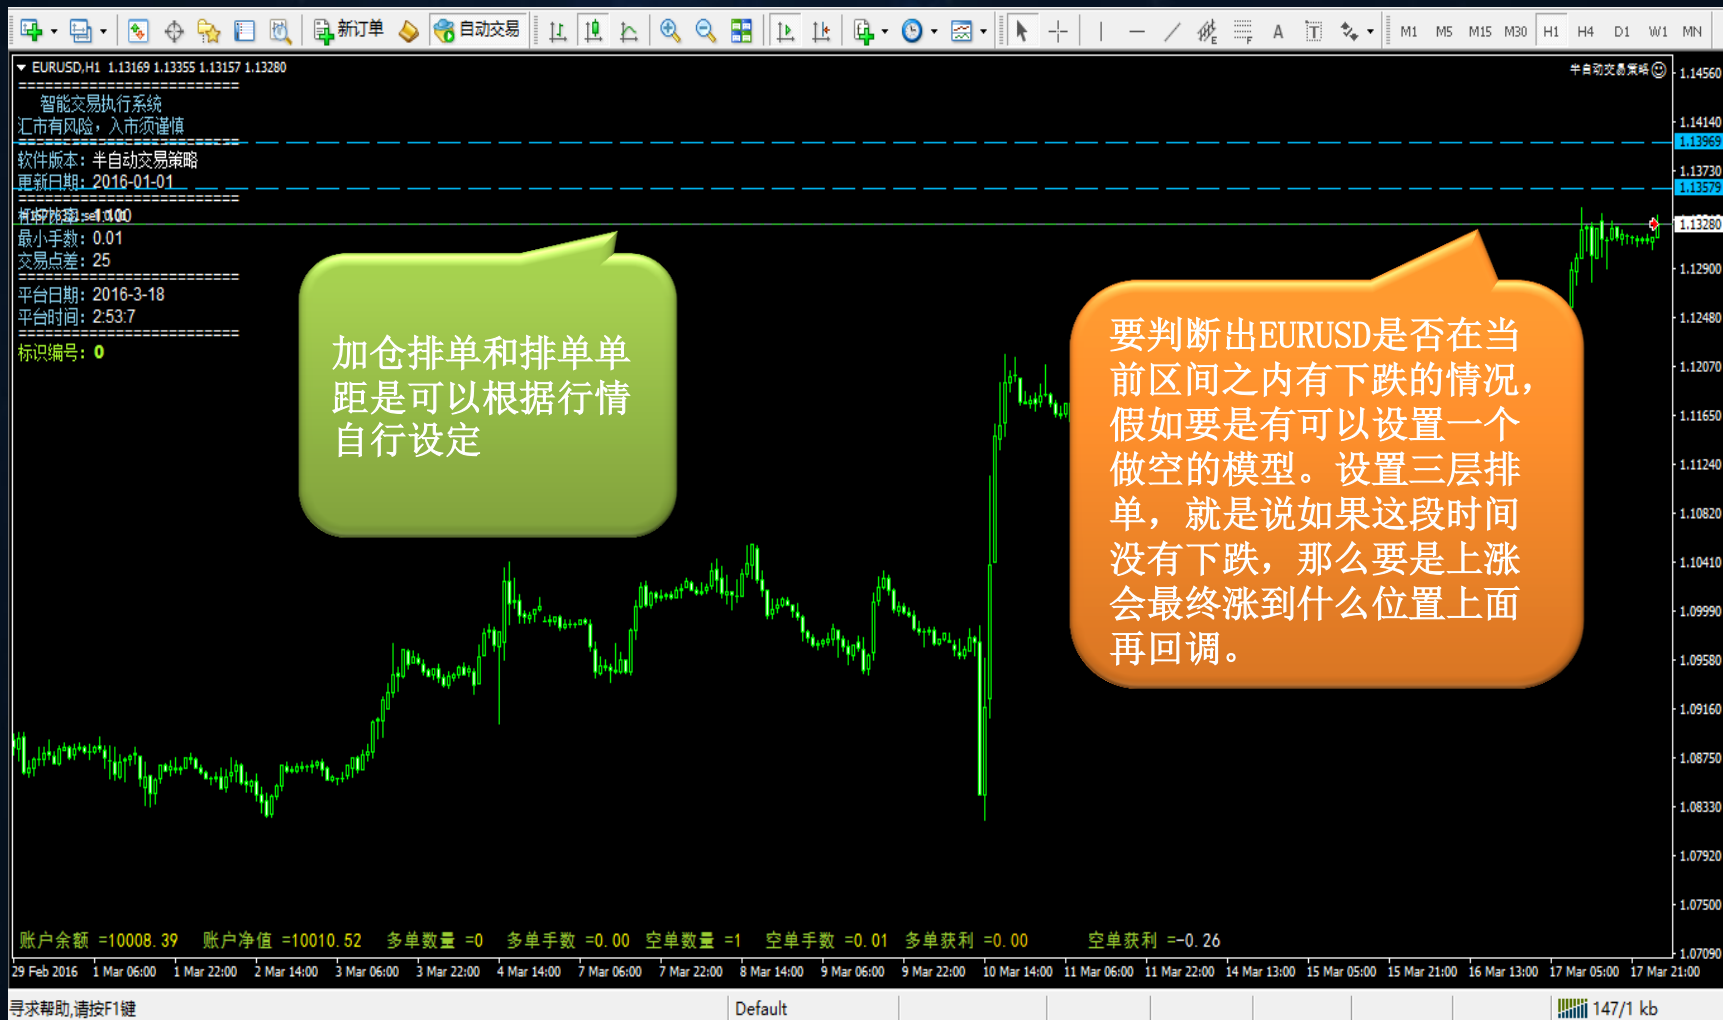 新订单 自动交易 M1 M5 M15 M30 H1 H4 D1 W1 MN
EURUSD,H1 1.13169 1.13355 1.13157 1.13280
半自动交易策略
=========================
智能交易执行系统
汇市有风险，入市须谨慎
=========================
软件版本：半自动交易策略
更新日期：2016-01-01
=========================
最小手数：0.01
交易点差：25
=========================
平台日期：2016-3-18
平台时间：2:53:7
=========================
标识编号：0
加仓排单和排单单
距是可以根据行情
自行设定
要判断出EURUSD是否在当
前区间之内有下跌的情况，
假如要是有可以设置一个
做空的模型。设置三层排
单，就是说如果这段时间
没有下跌，那么要是上涨
会最终涨到什么位置上面
再回调。
1.14560
1.14140
1.13969
1.13730
1.13579
1.13280
1.12900
1.12480
1.12070
1.11650
1.11240
1.10820
1.10410
1.09990
1.09580
1.09160
1.08750
1.08330
1.07920
1.07500
1.07090
账户余额 =10008.39 账户净值 =10010.52 多单数量 =0 多单手数 =0.00 空单数量 =1 空单手数 =0.01 多单获利 =0.00 空单获利 =-0.26
29 Feb 2016 1 Mar 06:00 1 Mar 22:00 2 Mar 14:00 3 Mar 06:00 3 Mar 22:00 4 Mar 14:00 7 Mar 06:00 7 Mar 22:00 8 Mar 14:00 9 Mar 06:00 9 Mar 22:00 10 Mar 14:00 11 Mar 06:00 11 Mar 22:00 14 Mar 13:00 15 Mar 05:00 15 Mar 21:00 16 Mar 13:00 17 Mar 05:00 17 Mar 21:00
寻求帮助,请按F1键 Default 147/1 kb